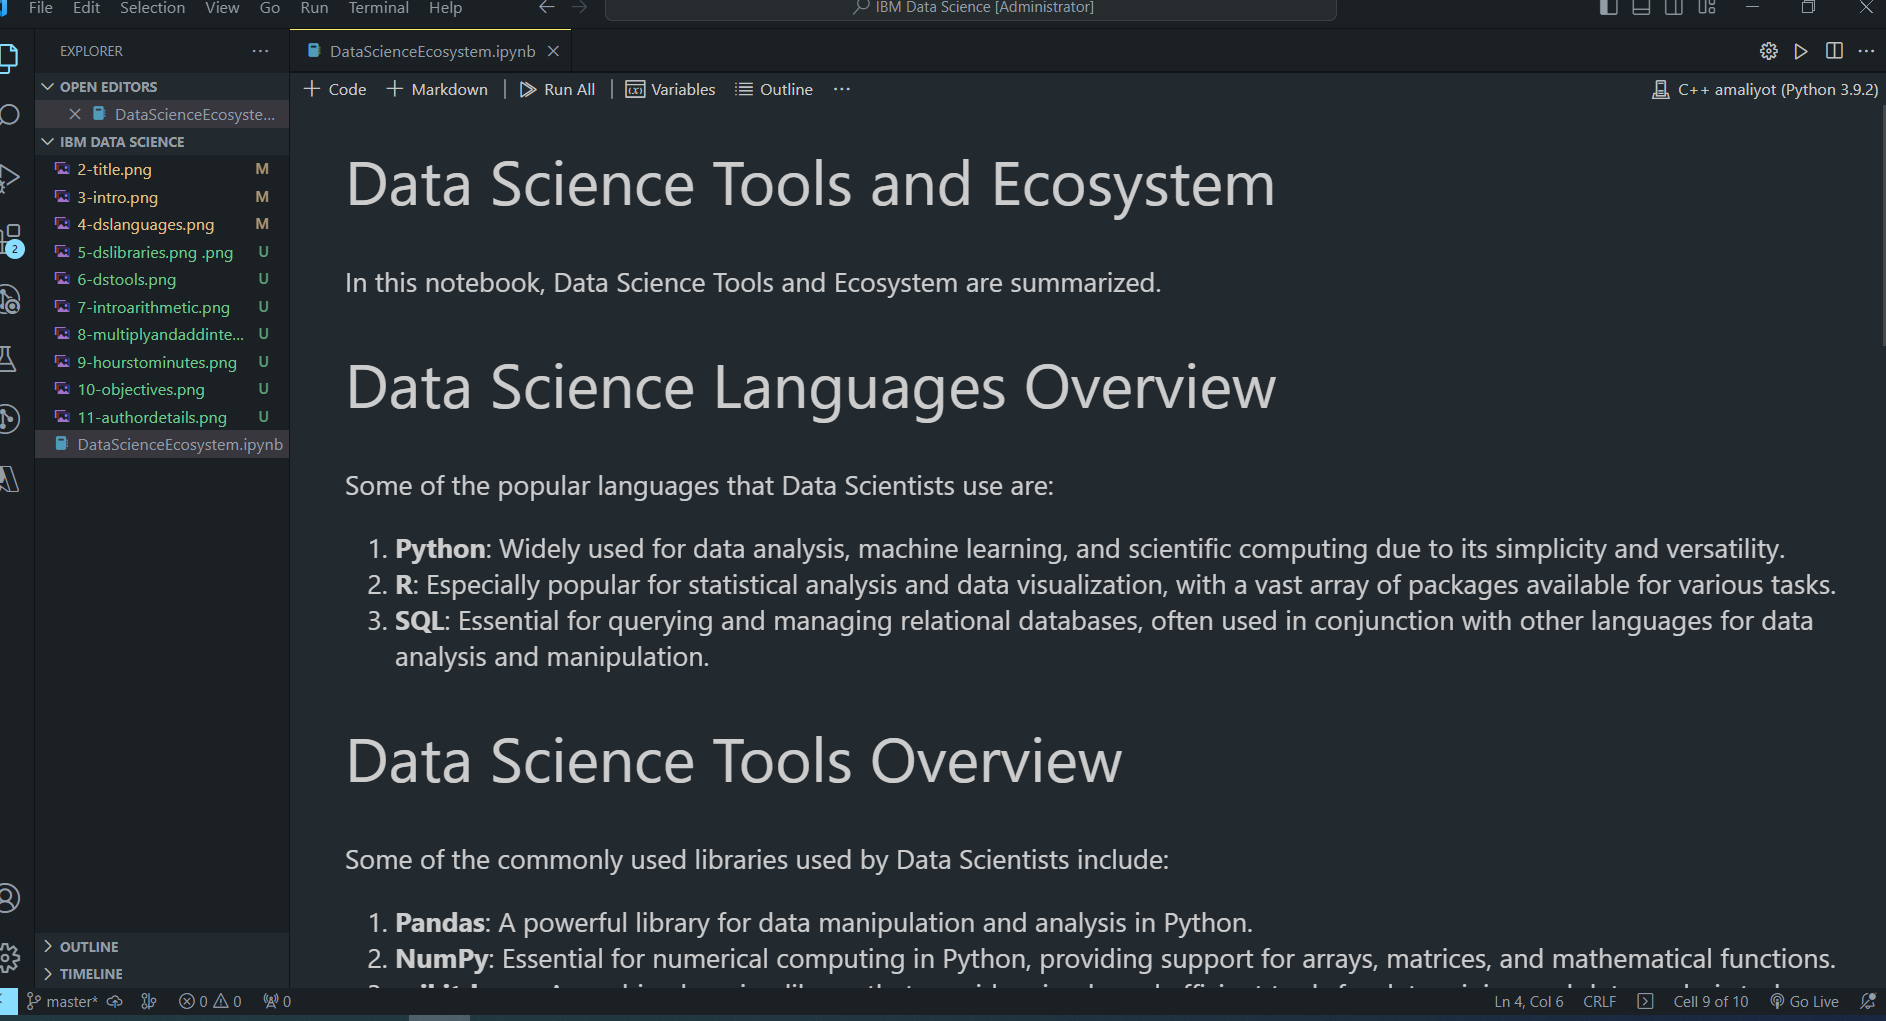 File Edit Selection View Go Run Terminal Help
IBM Data Science [Administrator]
EXPLORER
OPEN EDITORS
DataScienceEcosyste...
IBM DATA SCIENCE
2-title.png M
3-intro.png M
4-dslanguages.png M
5-dslibraries.png .png U
6-dstools.png U
7-introarithmetic.png U
8-multiplyandaddinte... U
9-hourstominutes.png U
10-objectives.png U
11-authordetails.png U
DataScienceEcosystem.ipynb
2
OUTLINE
TIMELINE
DataScienceEcosystem.ipynb
+ Code + Markdown Run All Variables Outline ...
C++ amaliyot (Python 3.9.2)
Data Science Tools and Ecosystem
In this notebook, Data Science Tools and Ecosystem are summarized.
Data Science Languages Overview
Some of the popular languages that Data Scientists use are:
1. Python: Widely used for data analysis, machine learning, and scientific computing due to its simplicity and versatility.
2. R: Especially popular for statistical analysis and data visualization, with a vast array of packages available for various tasks.
3. SQL: Essential for querying and managing relational databases, often used in conjunction with other languages for data
analysis and manipulation.
Data Science Tools Overview
Some of the commonly used libraries used by Data Scientists include:
1. Pandas: A powerful library for data manipulation and analysis in Python.
2. NumPy: Essential for numerical computing in Python, providing support for arrays, matrices, and mathematical functions.
master* 0 0 0
Ln 4, Col 6 CRLF Cell 9 of 10 Go Live